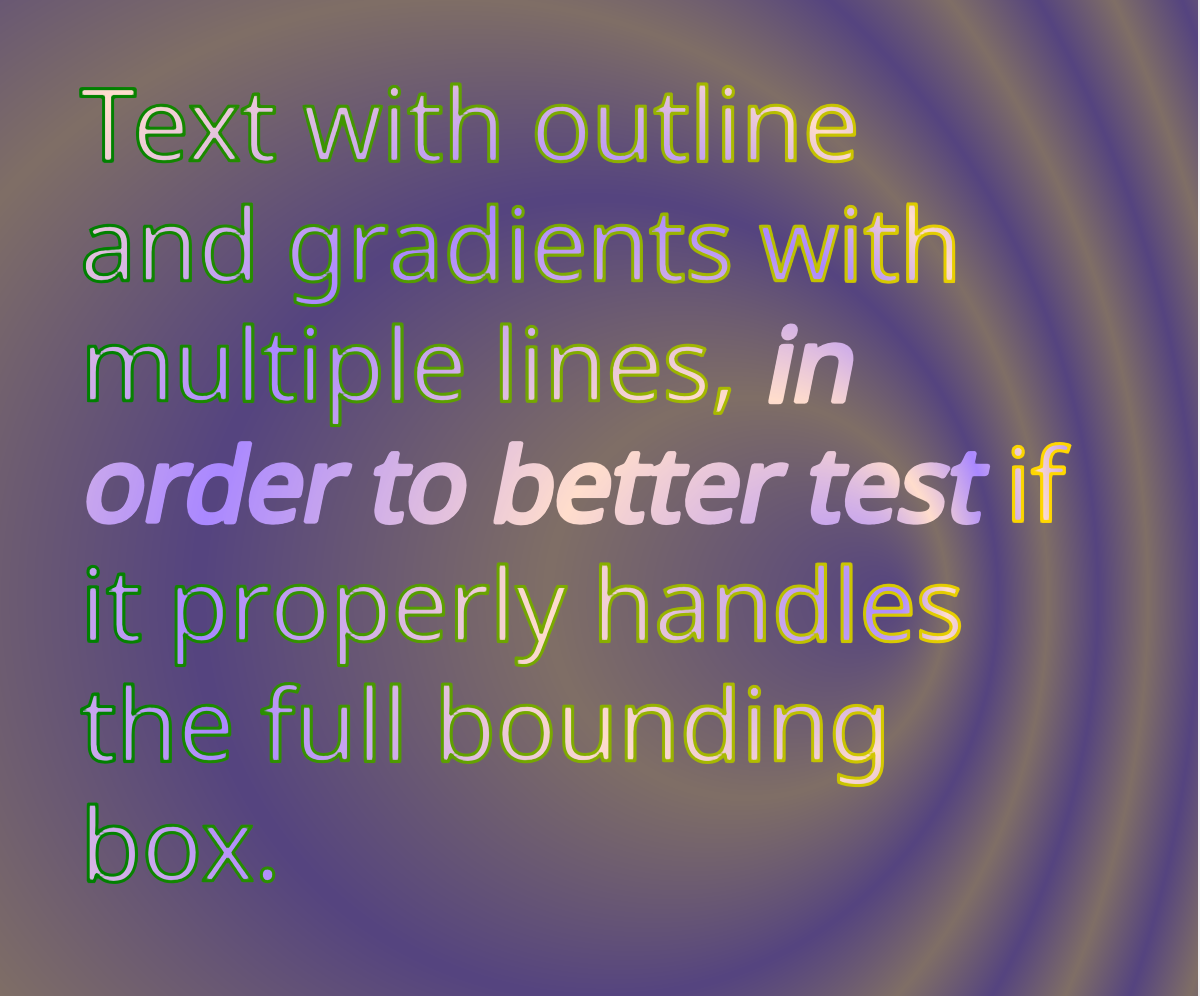 Text with outline
and gradients with
multiple lines, in
order to better test if
it properly handles
the full bounding
box.